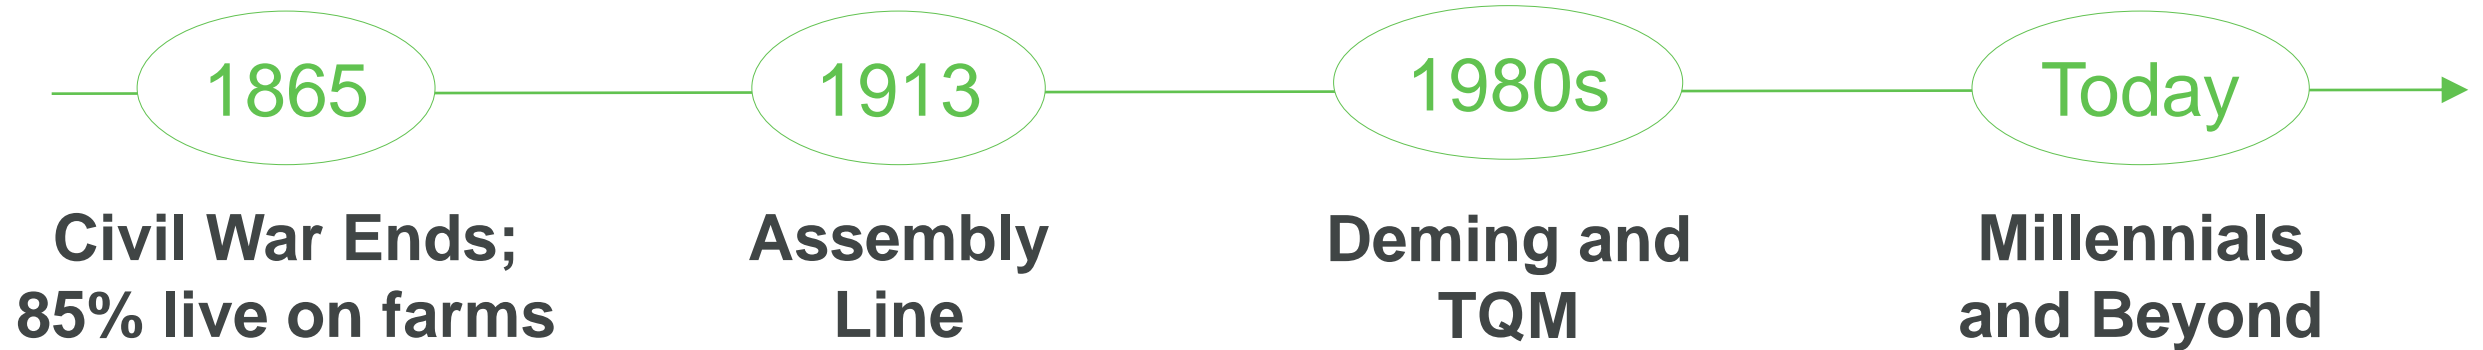 1865
1913
1980s
Today
Civil War Ends;
85% live on farms
Assembly
Line
Deming and
TQM
Millennials
and Beyond